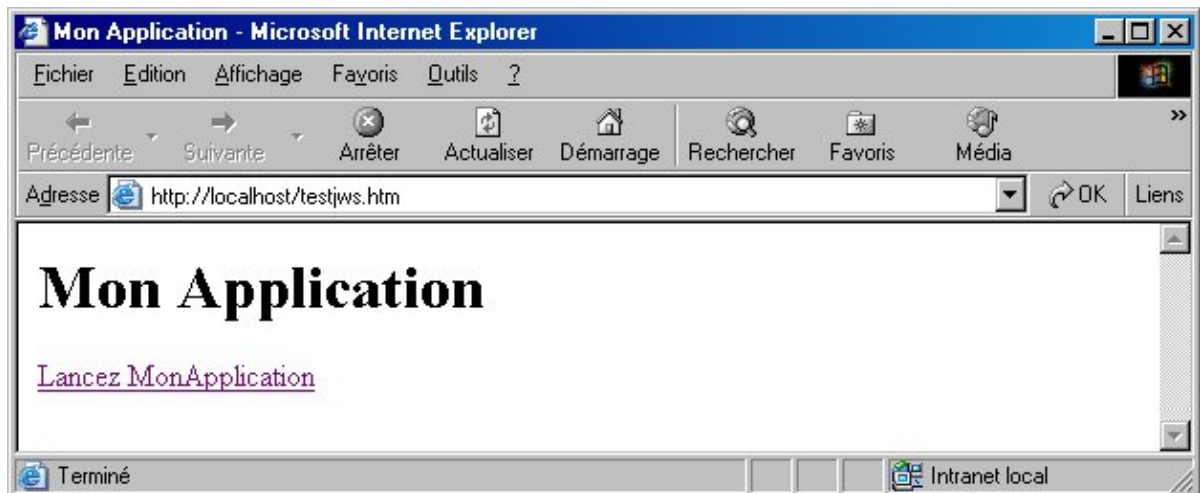 Mon Application - Microsoft Internet Explorer
Fichier Edition Affichage Favoris Outils ?
Précédente Suivante Arrêter Actualiser Démarrage Rechercher Favoris Média »
Adresse http://localhost/testjws.htm OK Liens
Mon Application
Lancez MonApplication
Terminé Intranet local